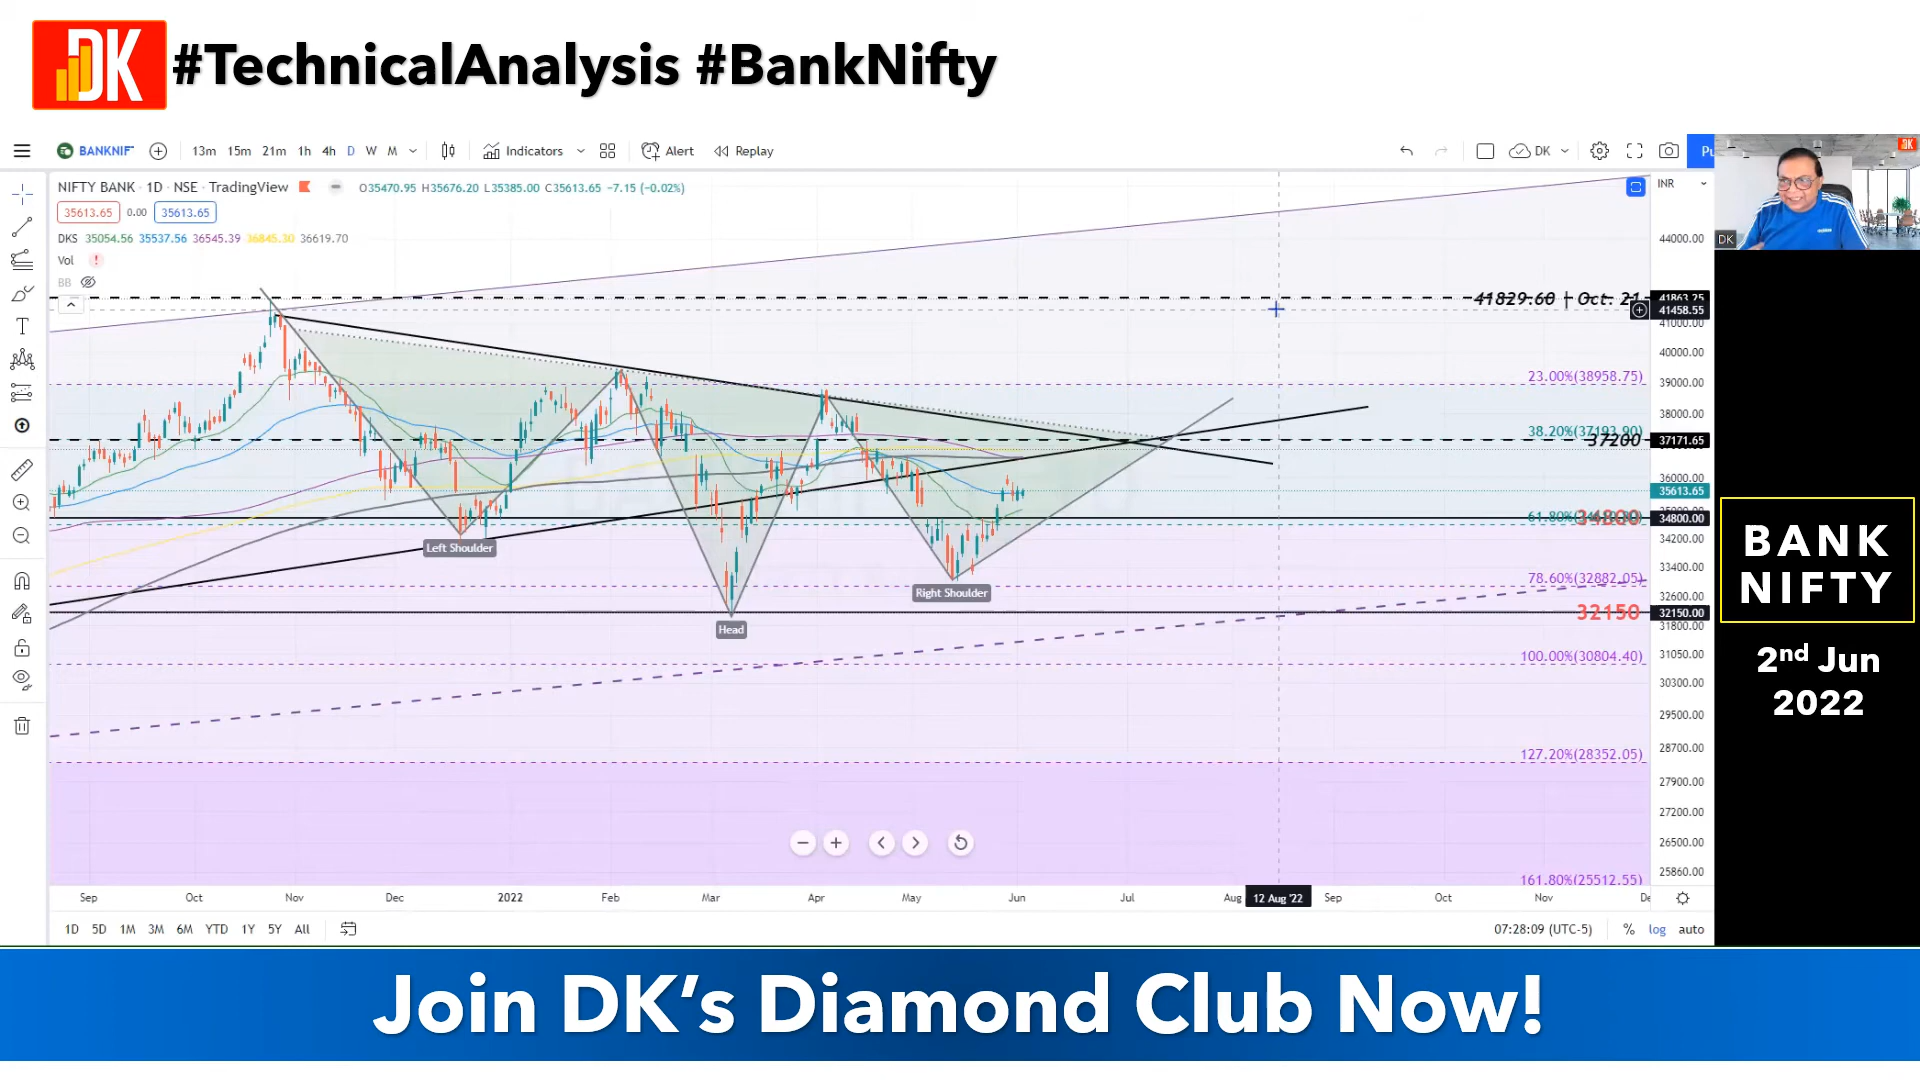 DK #TechnicalAnalysis #BankNifty
BANKNIF 13m 15m 21m 1h 4h D W M Indicators Alert Replay DK Pu
NIFTY BANK · 1D · NSE · TradingView O35470.95 H35676.20 L35385.00 C35613.65 −7.15 (−0.02%) INR
35613.65 0.00 35613.65
DKS 35054.56 35537.56 36545.39 36845.30 36619.70
DK
44000.00
Vol !
BB
41829.60 | Oct. 21 41863.25
41458.55
41000.00
40000.00
23.00%(38958.75) 39000.00
38000.00
38.20%(37193.90)
37200 37171.65
36000.00
35613.65
34800 34800.00
34200.00
Left Shoulder
33400.00
78.60%(32882.05)
Right Shoulder
32600.00
32150 32150.00
Head
31800.00
100.00%(30804.40) 31050.00
30300.00
29500.00
127.20%(28352.05) 28700.00
27900.00
27200.00
26500.00
161.80%(25512.55) 25860.00
Sep Oct Nov Dec 2022 Feb Mar Apr May Jun Jul Aug 12 Aug '22 Sep Oct Nov De
1D 5D 1M 3M 6M YTD 1Y 5Y All 07:28:09 (UTC-5) % log auto
BANK
NIFTY
2nd Jun
2022
Join DK’s Diamond Club Now!